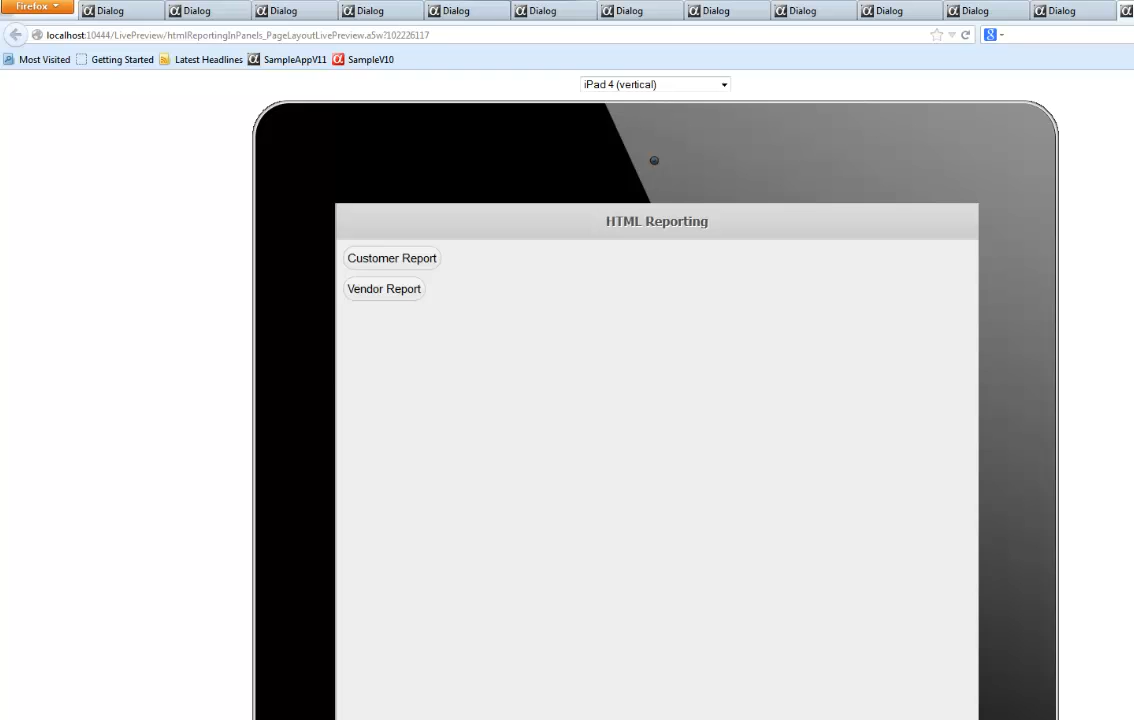 Firefox
Dialog Dialog Dialog Dialog Dialog Dialog Dialog Dialog Dialog Dialog Dialog Dialog
localhost:10444/LivePreview/htmlReportingInPanels_PageLayoutLivePreview.a5w?102226117
Most Visited Getting Started Latest Headlines SampleAppV11 SampleV10
iPad 4 (vertical)
HTML Reporting
Customer Report
Vendor Report